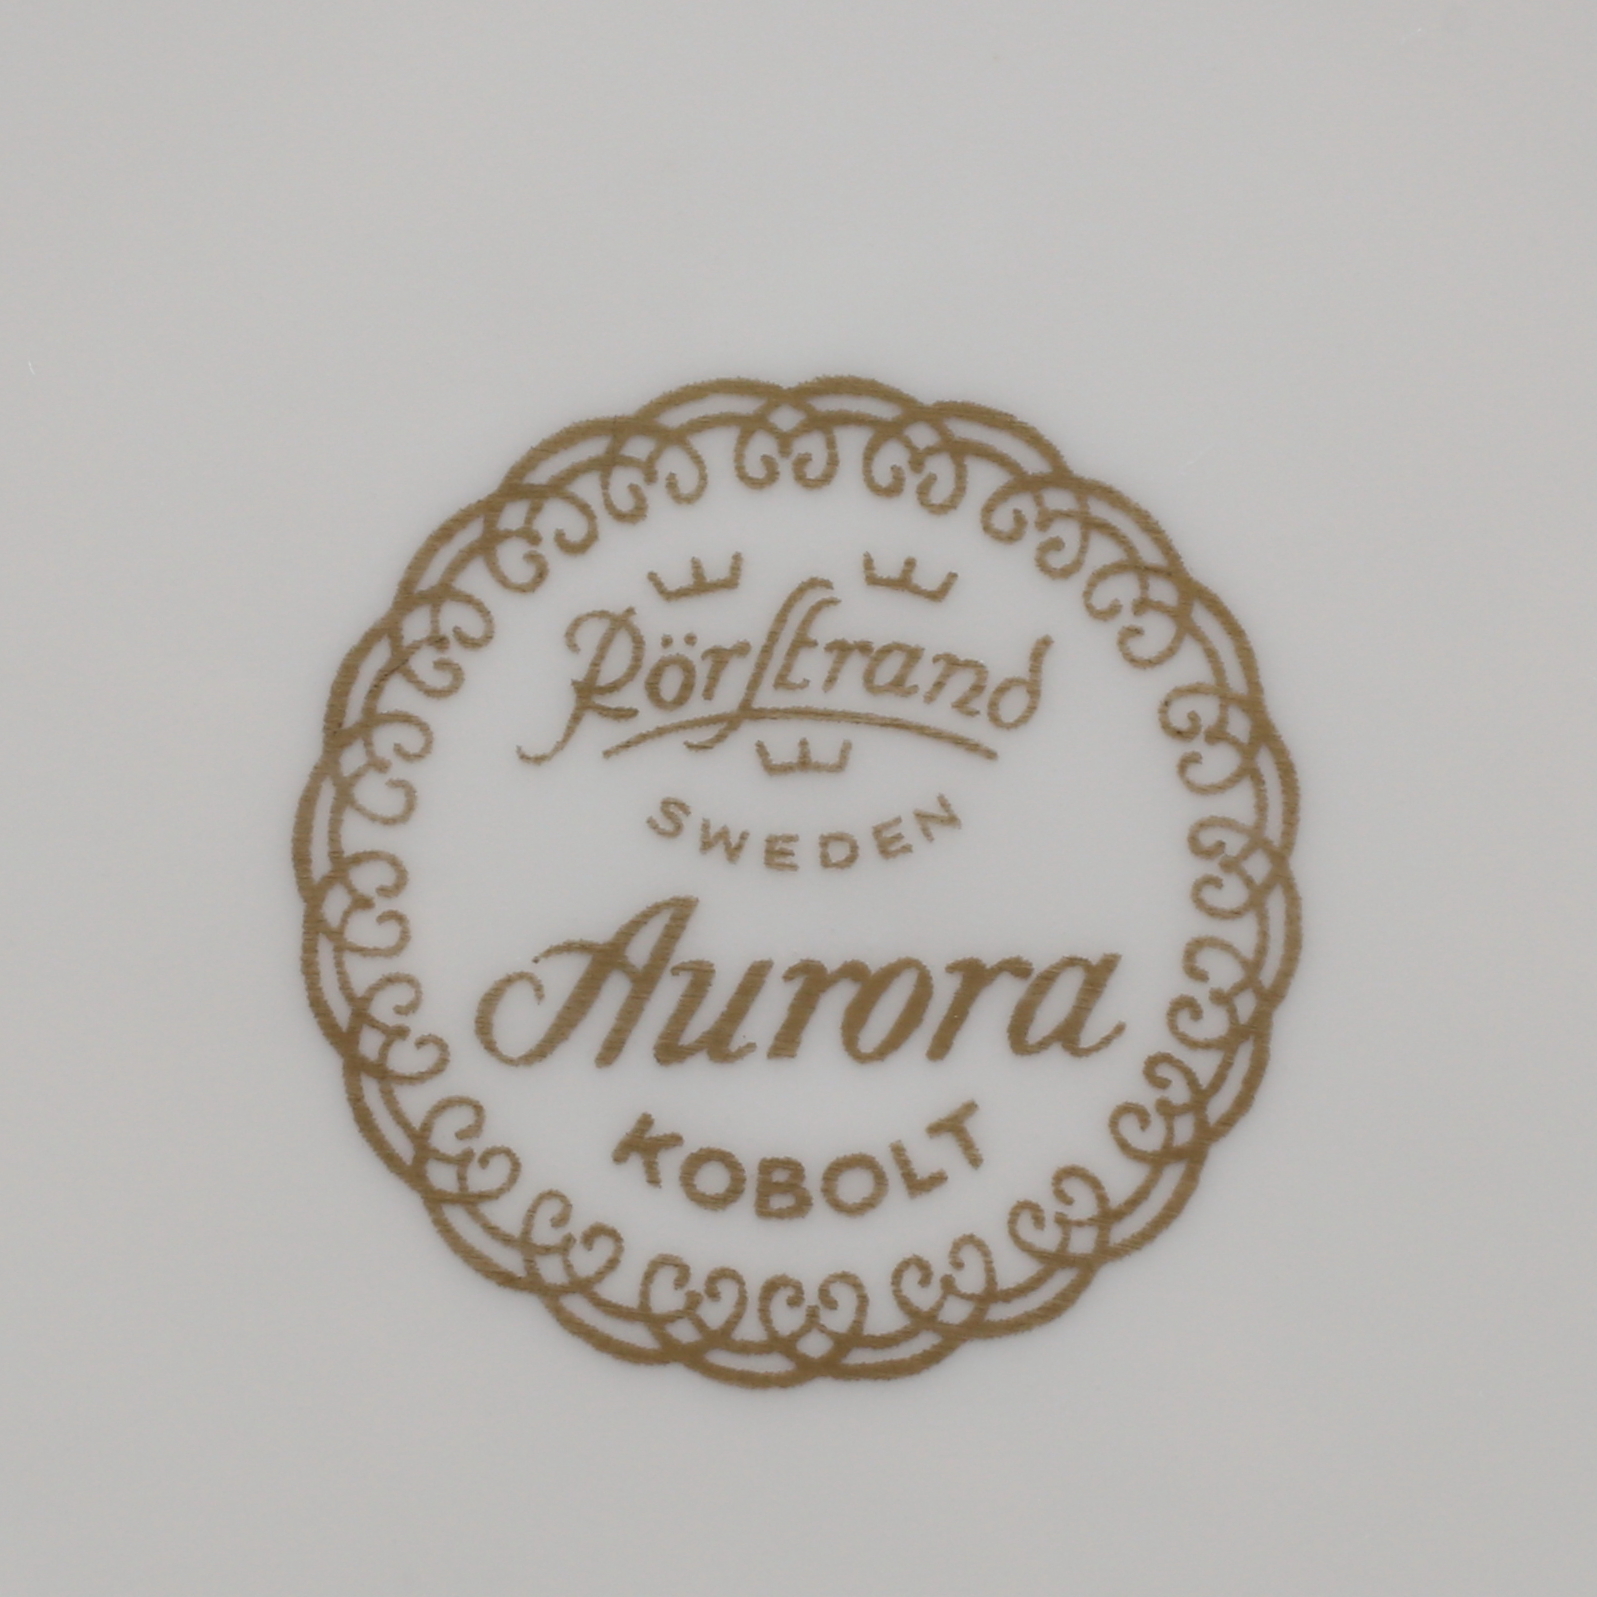 Rörstrand
SWEDEN
Aurora
KOBOLT